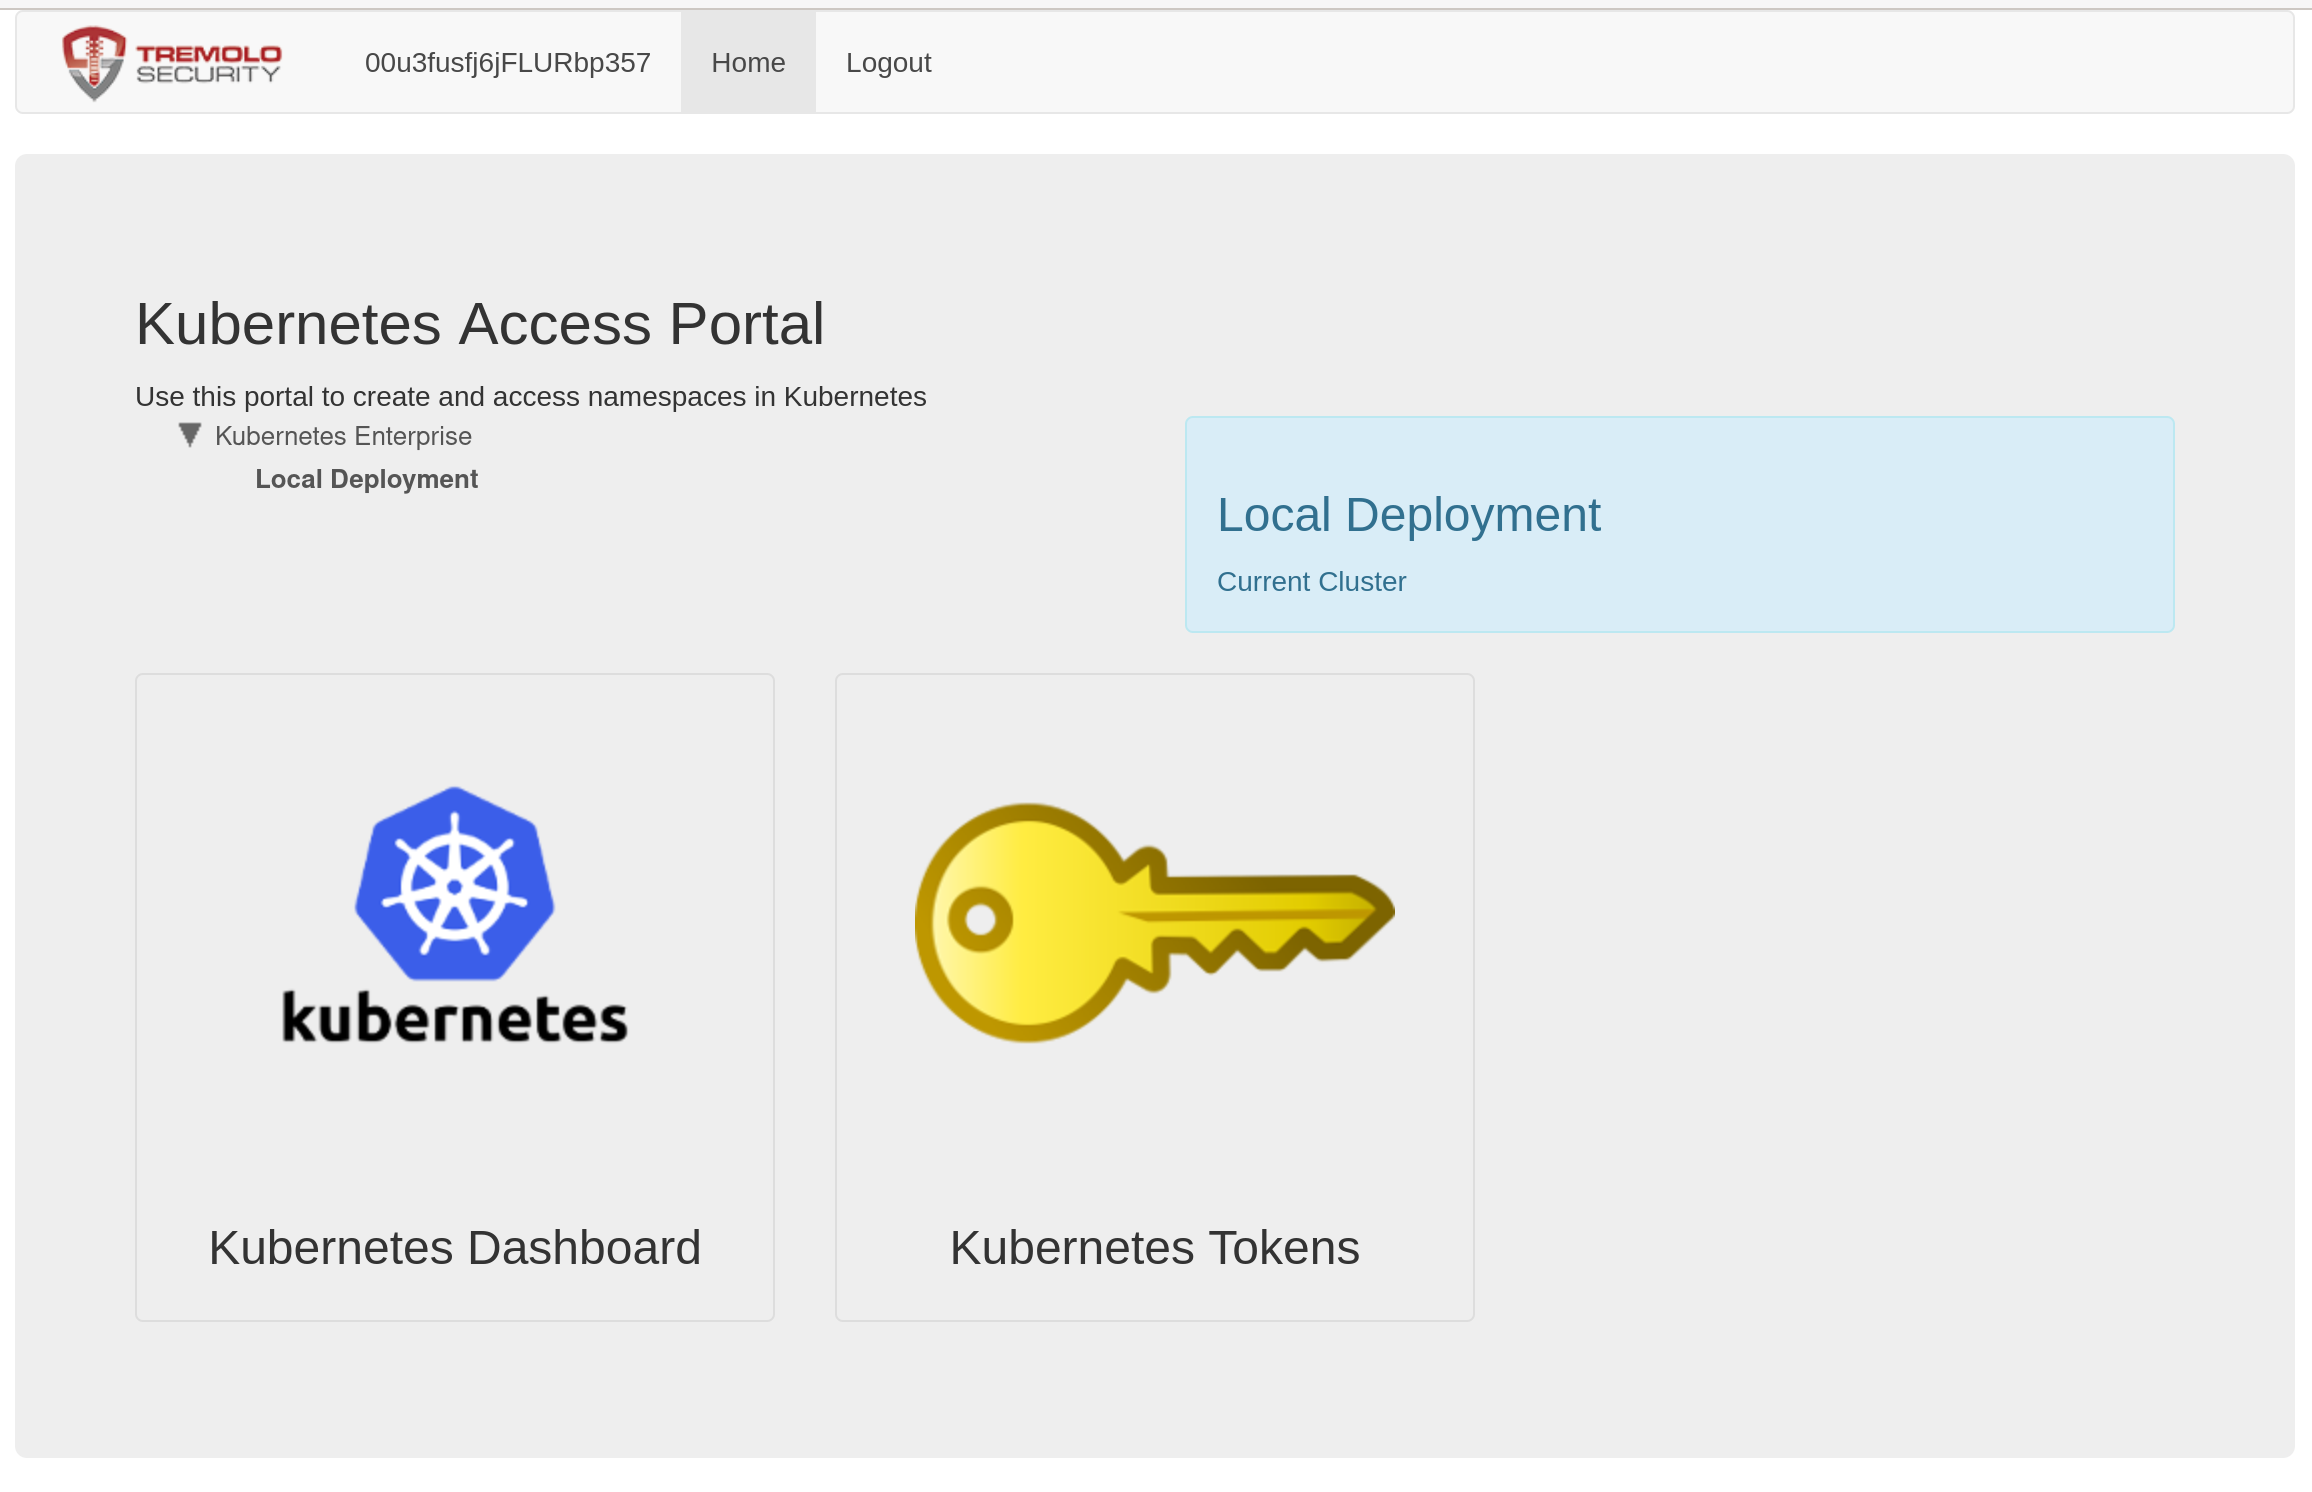 TREMOLO
SECURITY
00u3fusfj6jFLURbp357 Home Logout
Kubernetes Access Portal
Use this portal to create and access namespaces in Kubernetes
Kubernetes Enterprise
Local Deployment
Local Deployment
Current Cluster
kubernetes
Kubernetes Dashboard
Kubernetes Tokens